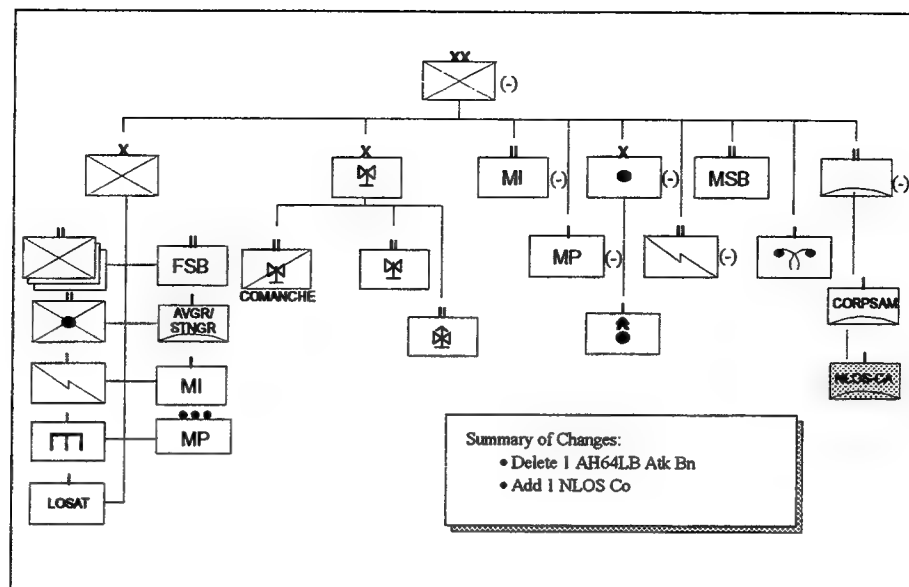 XX
(-)
X
X
II
MI
(-)
X
(-)
II
MSB
II
(-)
I
MP
(-)
II
(-)
I
II
II
FSB
II
COMANCHE
II
II
I
AVGR/
STNGR
II
I
CORPSAM
I
MI
I
NLOS-CA
I
MP
I
LOSAT
Summary of Changes:
• Delete 1 AH64LB Atk Bn
• Add 1 NLOS Co